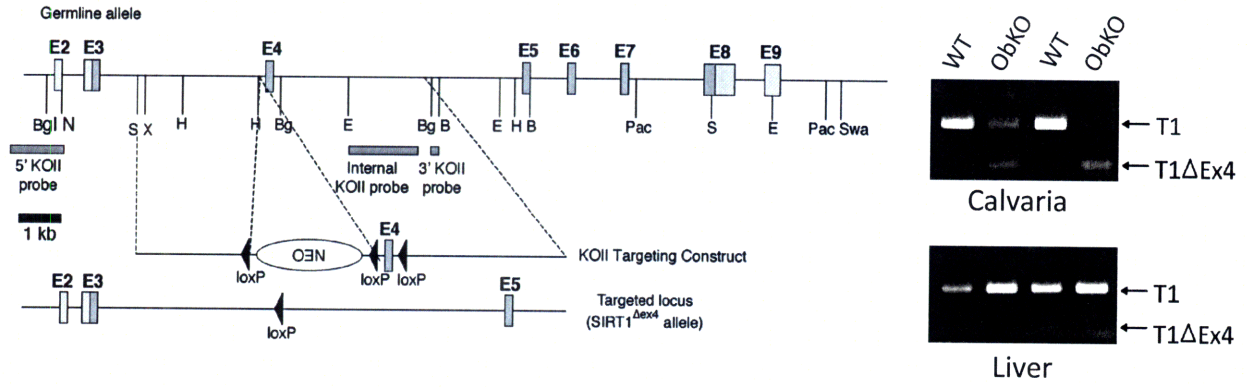 Germline allele
E2 E3 E4 E5 E6 E7 E8 E9
BgI N S X H H Bg E Bg B E H B Pac S E Pac Swa
5' KOII probe
Internal KOII probe
3' KOII probe
1 kb
E4
NEO
KOII Targeting Construct
loxP loxP loxP
E2 E3 E5
Targeted locus
(SIRT1Δex4 allele)
loxP
WT ObKO WT ObKO
T1
T1ΔEx4
Calvaria
T1
T1ΔEx4
Liver